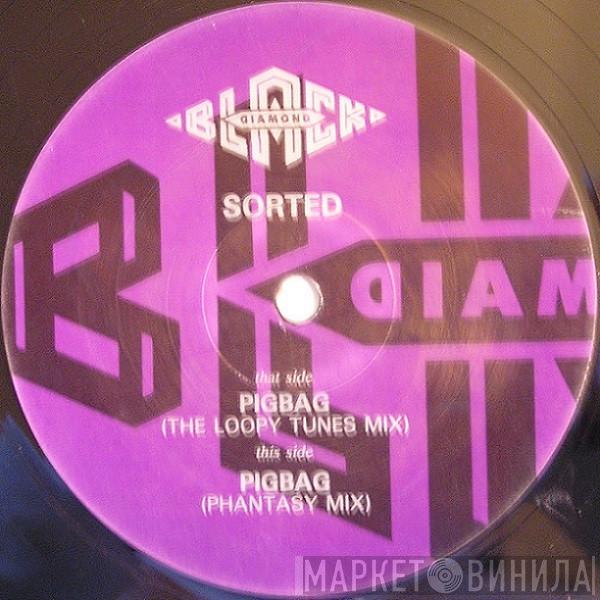 BLACK
DIAMOND
SORTED
DIAM
that side
PIGBAG
(THE LOOPY TUNES MIX)
this side
PIGBAG
(PHANTASY MIX)
МАРКЕТ ВИНИЛА